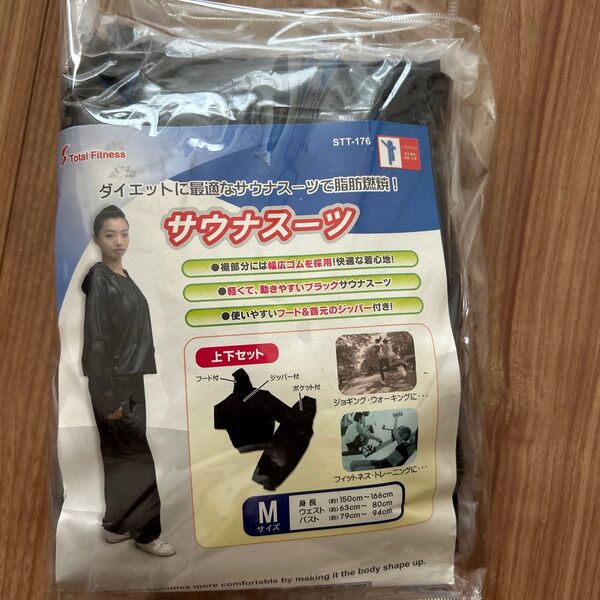 STT-176
Total Fitness
ダイエットに最適なサウナスーツで脂肪燃焼！
サウナスーツ
●裾部分には幅広ゴムを採用！快適な着心地！
●軽くて、動きやすいブラックサウナスーツ
●使いやすいフード&首元のジッパー付き！
上下セット
フード付
ジッパー付
ポケット付
ジョギング・ウォーキングに・・・
フィットネス・トレーニングに・・・
M
サイズ
身長 (約)150cm～166cm
ウェスト (約)63cm～ 80cm
バスト (約)79cm～ 94cm
becomes more comfortable by making it the body shape up.